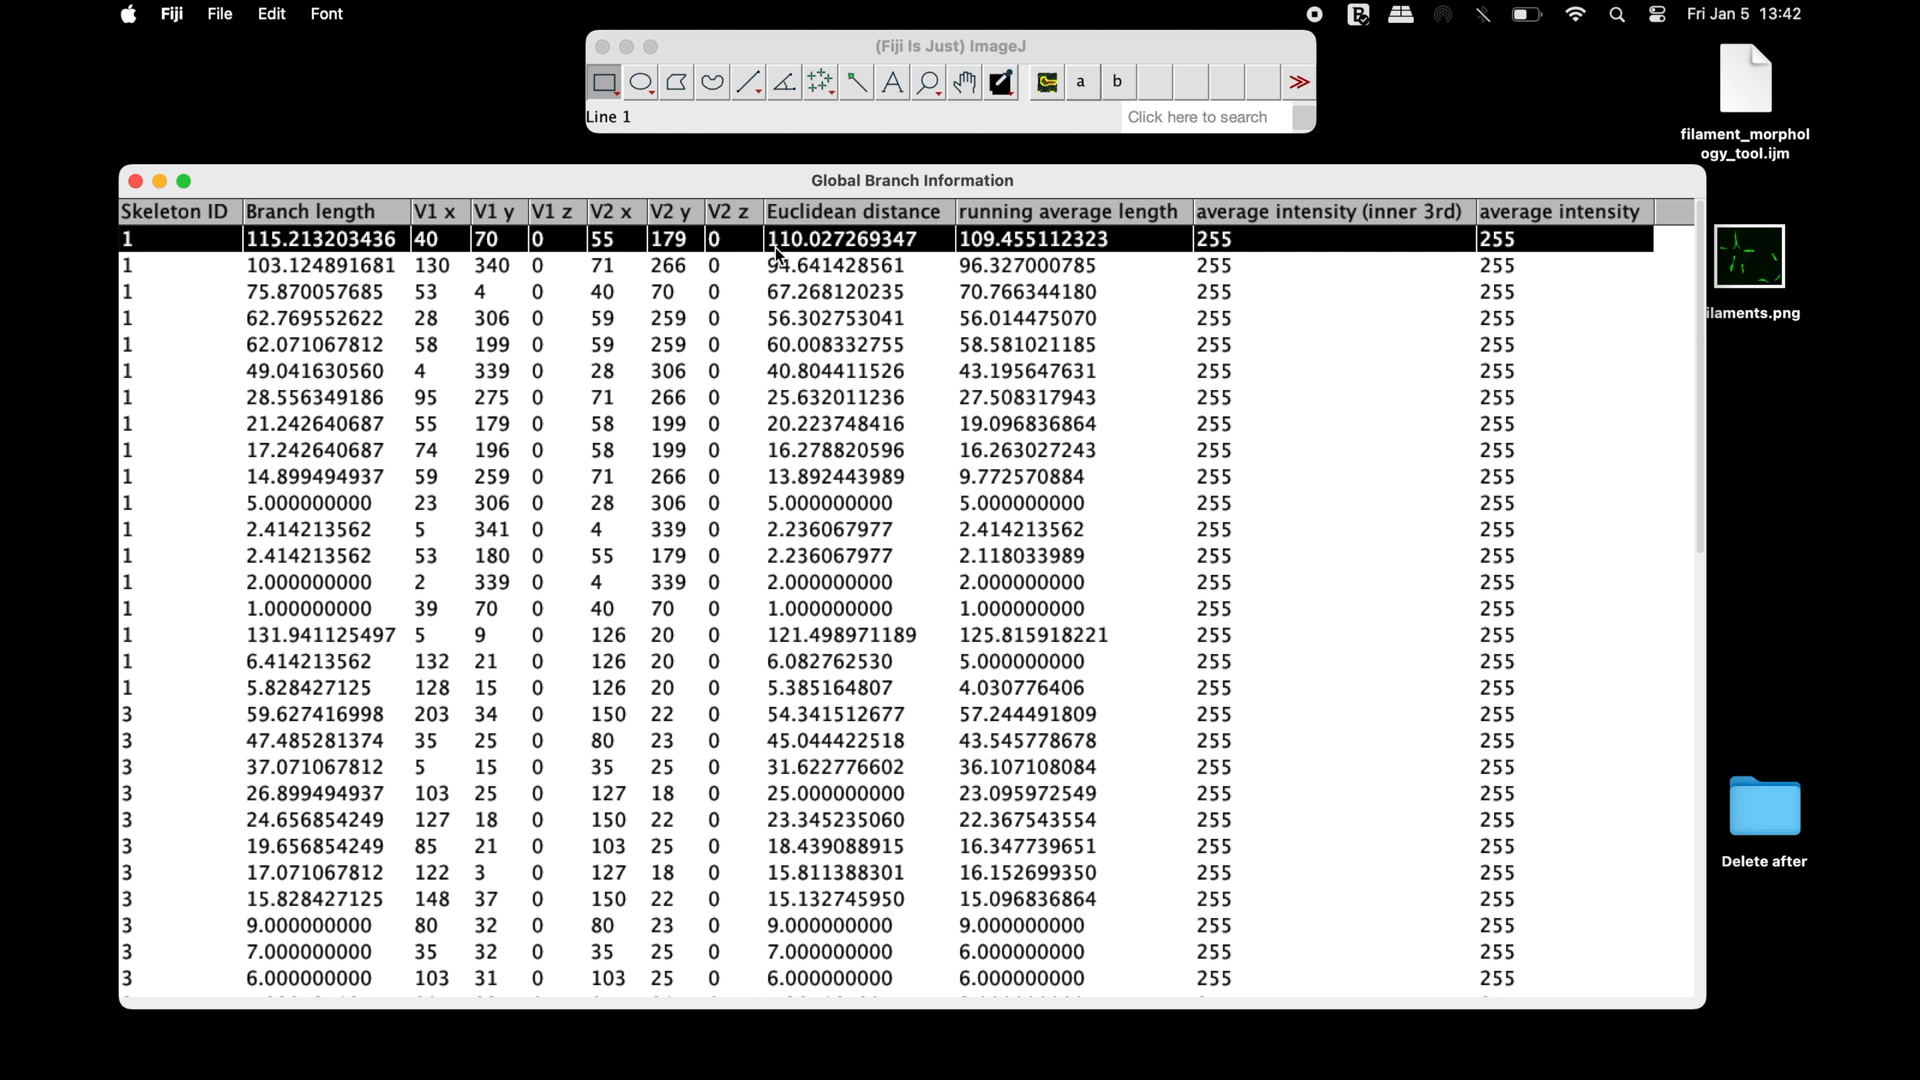 Fiji File Edit Font Fri Jan 5 13:42
(Fiji Is Just) ImageJ
A a b
Line 1 Click here to search
filament_morphol
ogy_tool.ijm
Global Branch Information
Skeleton ID Branch length V1 x V1 y V1 z V2 x V2 y V2 z Euclidean distance running average length average intensity (inner 3rd) average intensity
1 115.213203436 40 70 0 55 179 0 110.027269347 109.455112323 255 255
1 103.124891681 130 340 0 71 266 0 94.641428561 96.327000785 255 255
1 75.870057685 53 4 0 40 70 0 67.268120235 70.766344180 255 255
1 62.769552622 28 306 0 59 259 0 56.302753041 56.014475070 255 255
1 62.071067812 58 199 0 59 259 0 60.008332755 58.581021185 255 255
1 49.041630560 4 339 0 28 306 0 40.804411526 43.195647631 255 255
1 28.556349186 95 275 0 71 266 0 25.632011236 27.508317943 255 255
1 21.242640687 55 179 0 58 199 0 20.223748416 19.096836864 255 255
1 17.242640687 74 196 0 58 199 0 16.278820596 16.263027243 255 255
1 14.899494937 59 259 0 71 266 0 13.892443989 9.772570884 255 255
1 5.000000000 23 306 0 28 306 0 5.000000000 5.000000000 255 255
1 2.414213562 5 341 0 4 339 0 2.236067977 2.414213562 255 255
1 2.414213562 53 180 0 55 179 0 2.236067977 2.118033989 255 255
1 2.000000000 2 339 0 4 339 0 2.000000000 2.000000000 255 255
1 1.000000000 39 70 0 40 70 0 1.000000000 1.000000000 255 255
1 131.941125497 5 9 0 126 20 0 121.498971189 125.815918221 255 255
1 6.414213562 132 21 0 126 20 0 6.082762530 5.000000000 255 255
1 5.828427125 128 15 0 126 20 0 5.385164807 4.030776406 255 255
3 59.627416998 203 34 0 150 22 0 54.341512677 57.244491809 255 255
3 47.485281374 35 25 0 80 23 0 45.044422518 43.545778678 255 255
3 37.071067812 5 15 0 35 25 0 31.622776602 36.107108084 255 255
3 26.899494937 103 25 0 127 18 0 25.000000000 23.095972549 255 255
3 24.656854249 127 18 0 150 22 0 23.345235060 22.367543554 255 255
3 19.656854249 85 21 0 103 25 0 18.439088915 16.347739651 255 255
3 17.071067812 122 3 0 127 18 0 15.811388301 16.152699350 255 255
3 15.828427125 148 37 0 150 22 0 15.132745950 15.096836864 255 255
3 9.000000000 80 32 0 80 23 0 9.000000000 9.000000000 255 255
3 7.000000000 35 32 0 35 25 0 7.000000000 6.000000000 255 255
3 6.000000000 103 31 0 103 25 0 6.000000000 6.000000000 255 255
ilaments.png
Delete after